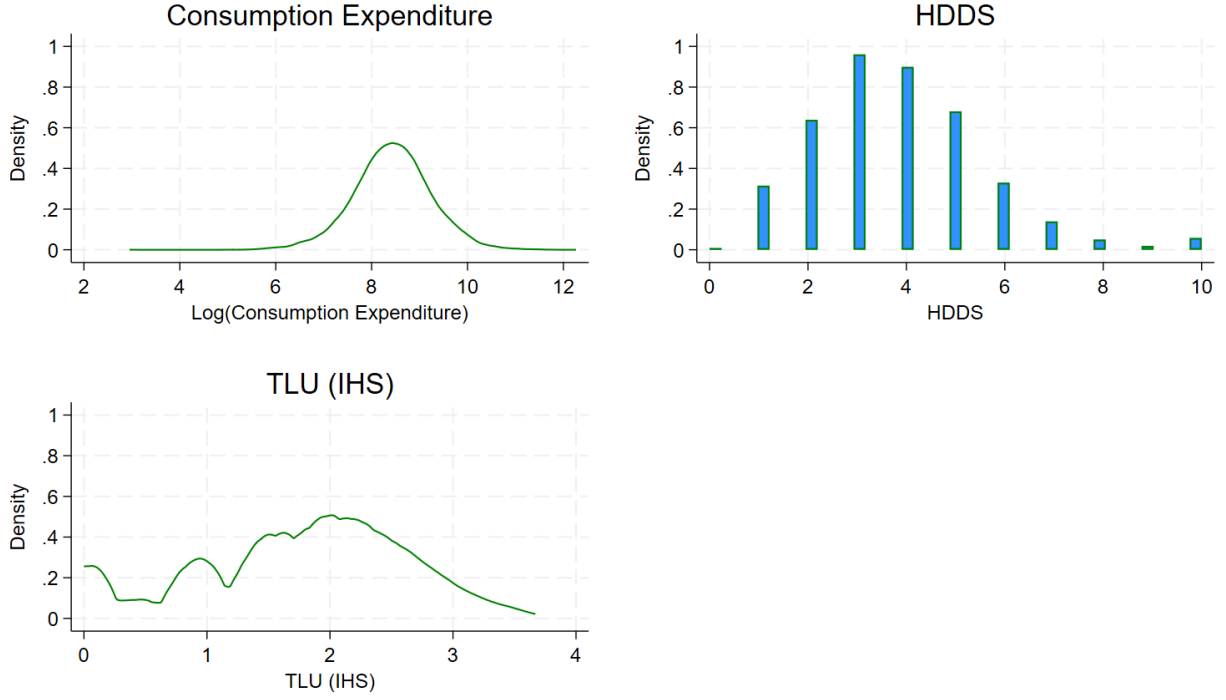 Consumption Expenditure
1
.8
.6
.4
.2
0
Density
2 4 6 8 10 12
Log(Consumption Expenditure)
HDDS
1
.8
.6
.4
.2
0
Density
0 2 4 6 8 10
HDDS
TLU (IHS)
1
.8
.6
.4
.2
0
Density
0 1 2 3 4
TLU (IHS)